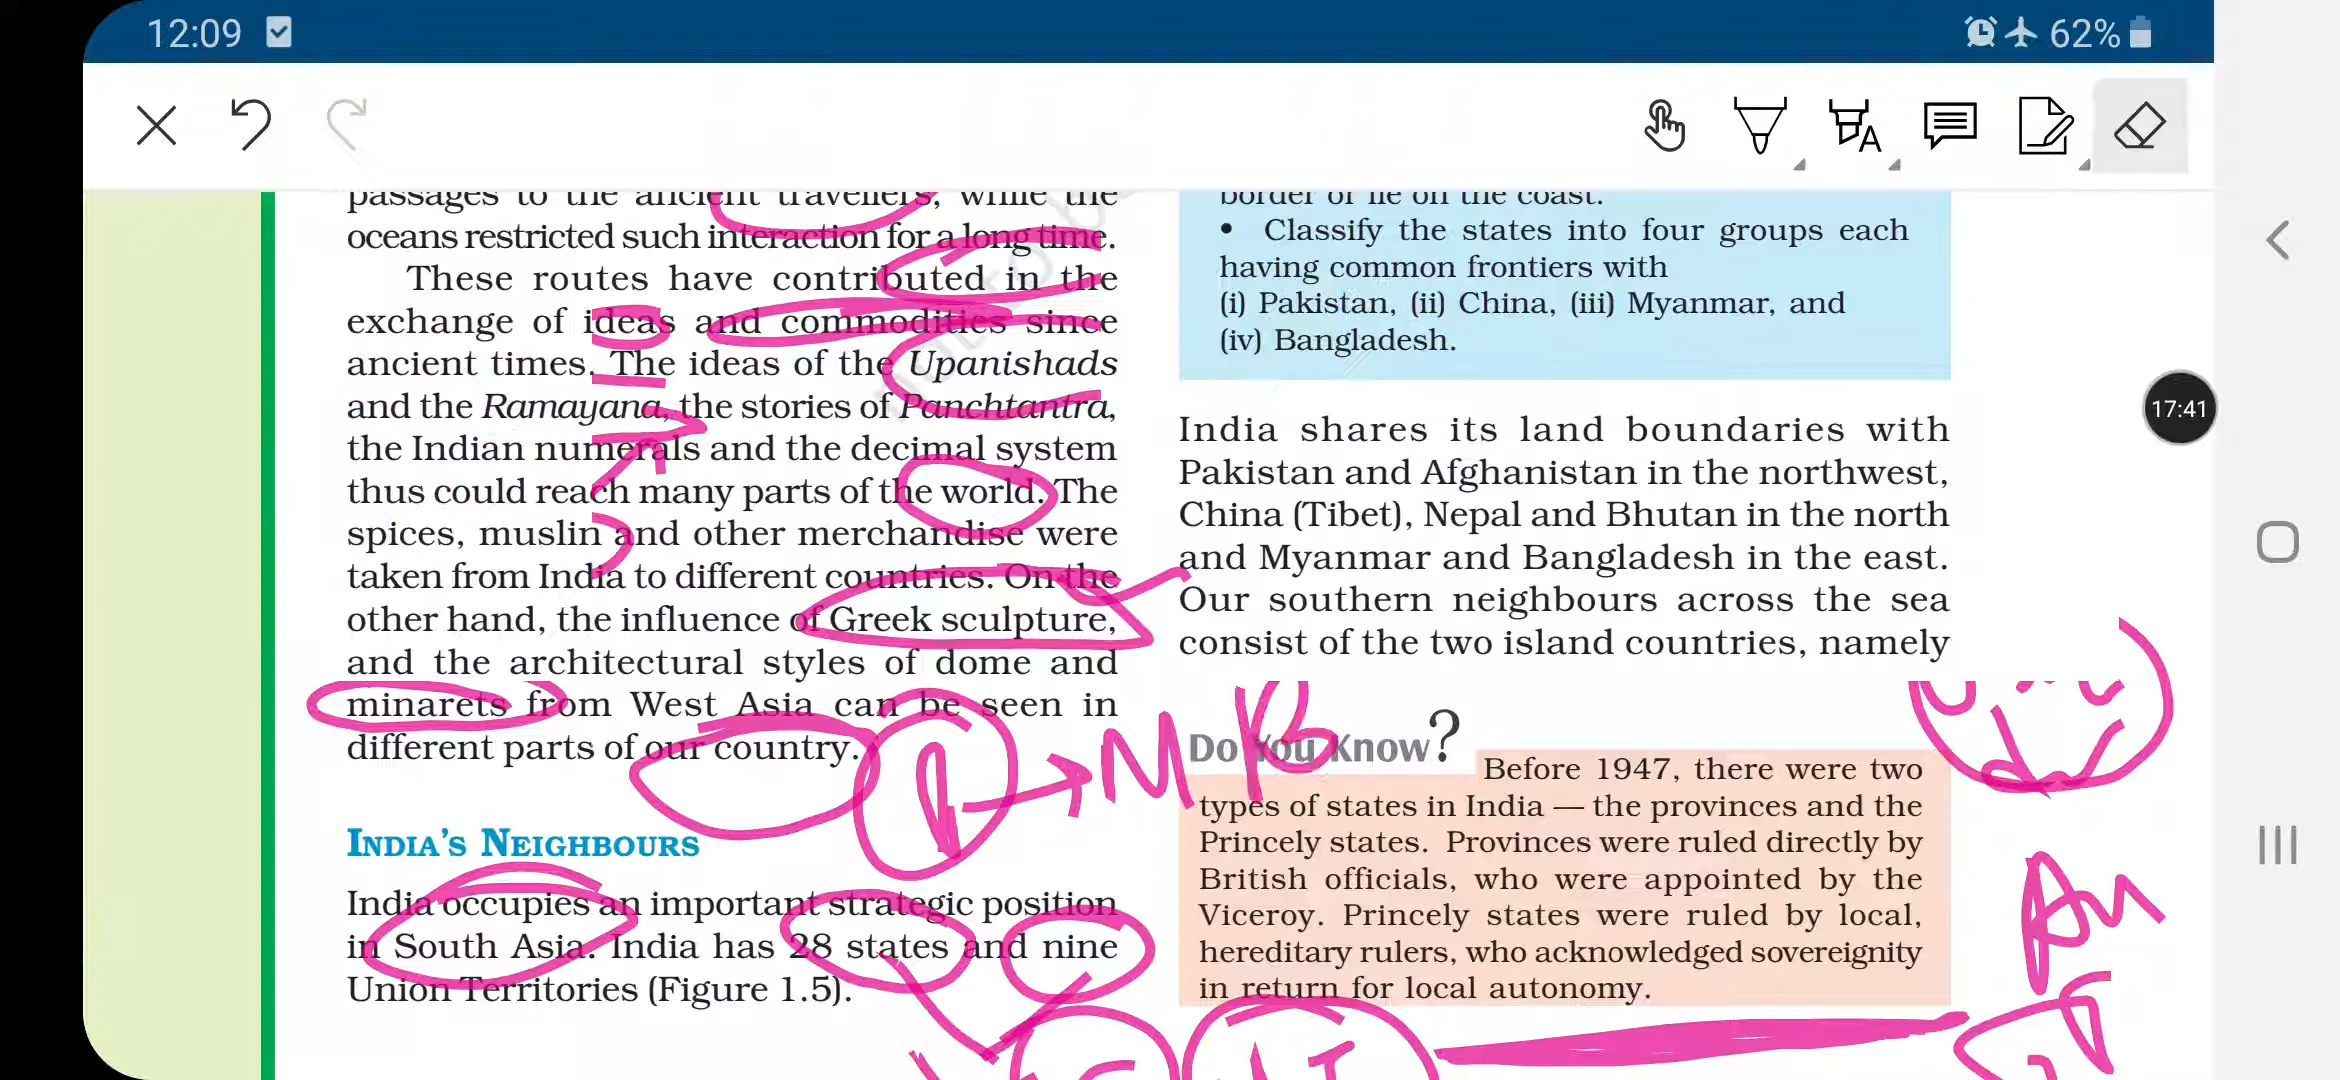 12:09
62%
passages to the ancient travellers, while the
oceans restricted such interaction for a long time.
These routes have contributed in the
exchange of ideas and commodities since
ancient times. The ideas of the Upanishads
and the Ramayana, the stories of Panchtantra,
the Indian numerals and the decimal system
thus could reach many parts of the world. The
spices, muslin and other merchandise were
taken from India to different countries. On the
other hand, the influence of Greek sculpture,
and the architectural styles of dome and
minarets from West Asia can be seen in
different parts of our country.
INDIA'S NEIGHBOURS
India occupies an important strategic position
in South Asia. India has 28 states and nine
Union Territories (Figure 1.5).
border or lie on the coast.
• Classify the states into four groups each
having common frontiers with
(i) Pakistan, (ii) China, (iii) Myanmar, and
(iv) Bangladesh.
17:41
India shares its land boundaries with
Pakistan and Afghanistan in the northwest,
China (Tibet), Nepal and Bhutan in the north
and Myanmar and Bangladesh in the east.
Our southern neighbours across the sea
consist of the two island countries, namely
Do You Know?
Before 1947, there were two
types of states in India — the provinces and the
Princely states. Provinces were ruled directly by
British officials, who were appointed by the
Viceroy. Princely states were ruled by local,
hereditary rulers, who acknowledged sovereignty
in return for local autonomy.